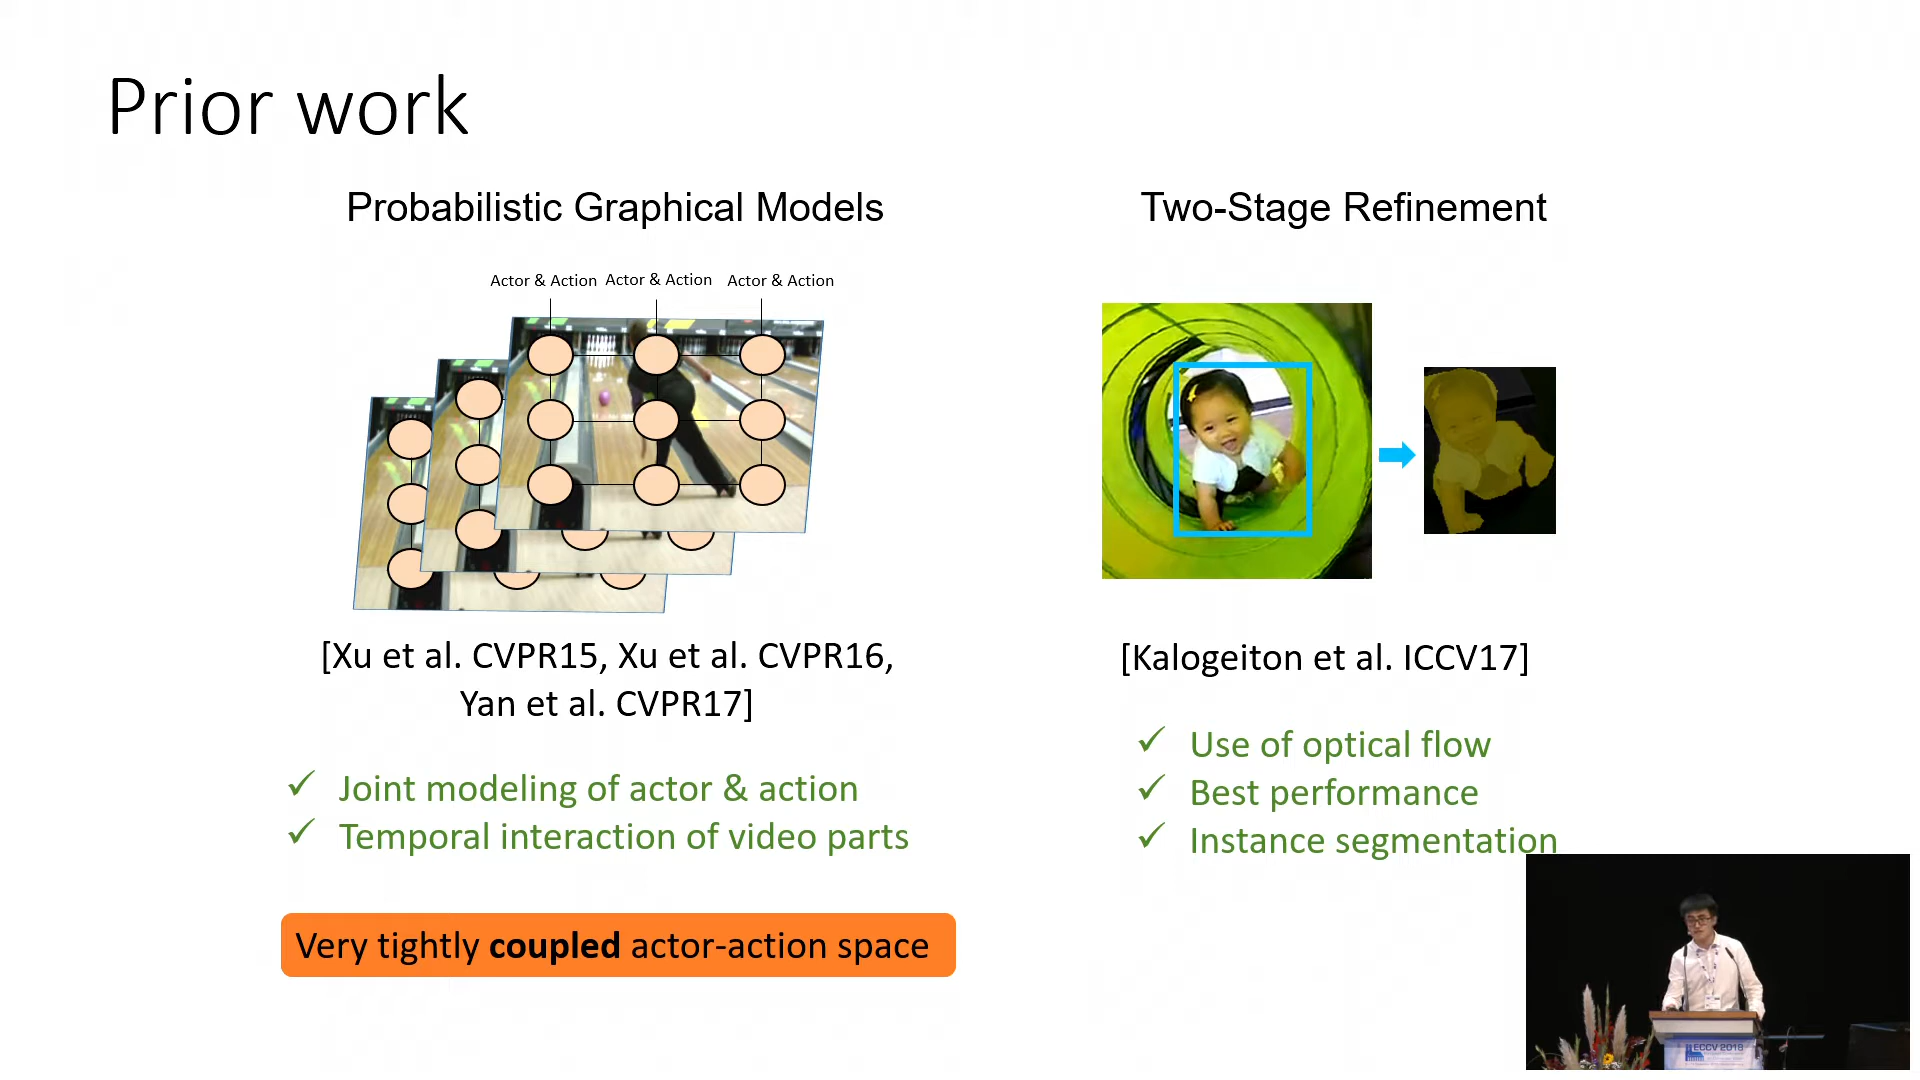 Prior work
Probabilistic Graphical Models
Actor & Action Actor & Action Actor & Action
[Xu et al. CVPR15, Xu et al. CVPR16,
Yan et al. CVPR17]
✓ Joint modeling of actor & action
✓ Temporal interaction of video parts
Very tightly coupled actor-action space
Two-Stage Refinement
[Kalogeiton et al. ICCV17]
✓ Use of optical flow
✓ Best performance
✓ Instance segmentation
ECCV 2018